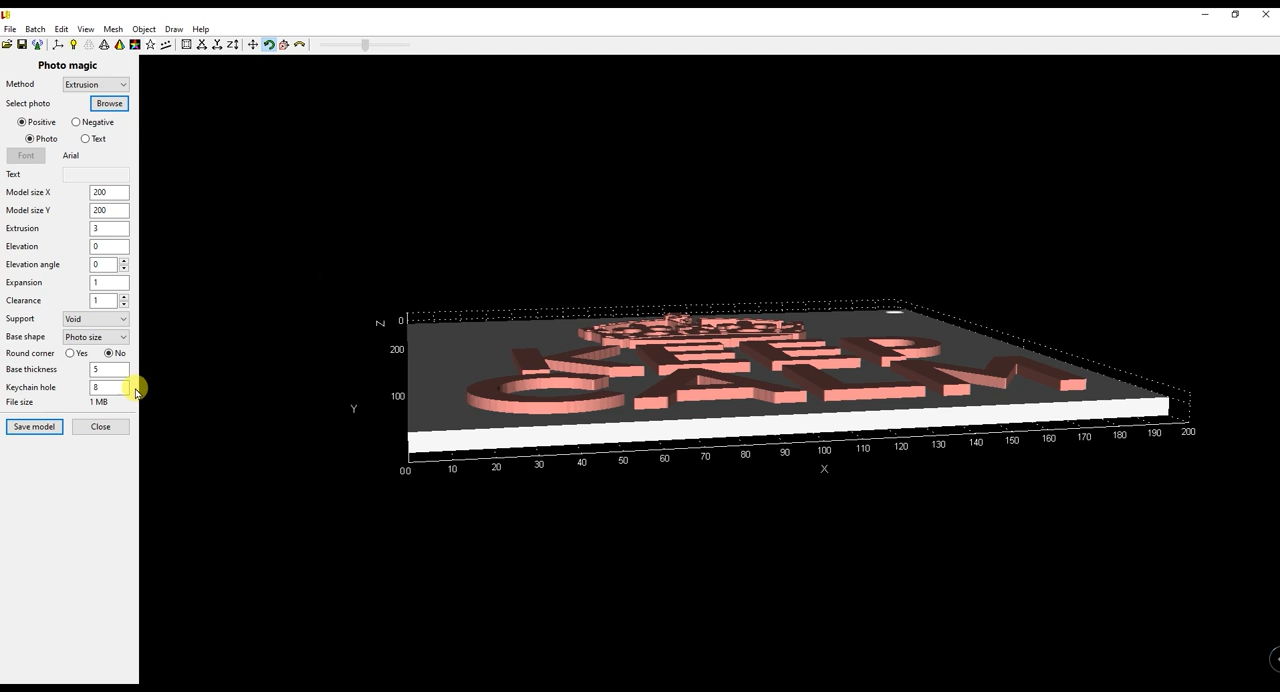 File Batch Edit View Mesh Object Draw Help
Photo magic
Method Extrusion
Select photo Browse
Positive Negative
Photo Text
Font Arial
Text
Model size X 200
Model size Y 200
Extrusion 3
Elevation 0
Elevation angle 0
Expansion 1
Clearance 1
Support Void
Base shape Photo size
Round corner Yes No
Base thickness 5
Keychain hole 8
File size 1 MB
Save model Close
Z 0
200
KEEP
100
CALM
Y
00 10 20 30 40 50 60 70 80 90 100 110 120 130 140 150 160 170 180 190 200
X